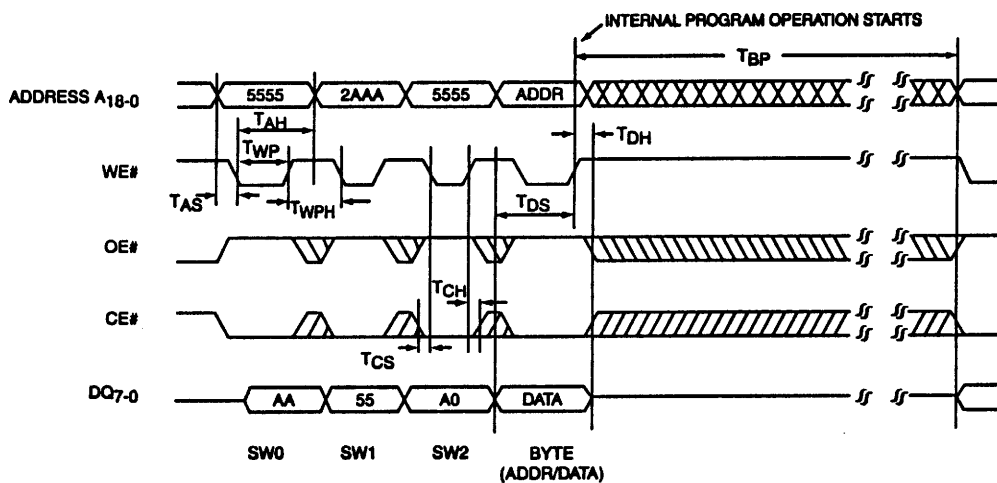 INTERNAL PROGRAM OPERATION STARTS
TBP
ADDRESS A18-0
5555
2AAA
5555
ADDR
TAH
TDH
TWP
WE#
TAS
TWPH
TDS
OE#
TCH
CE#
TCS
DQ7-0
AA
55
A0
DATA
SW0
SW1
SW2
BYTE
(ADDR/DATA)